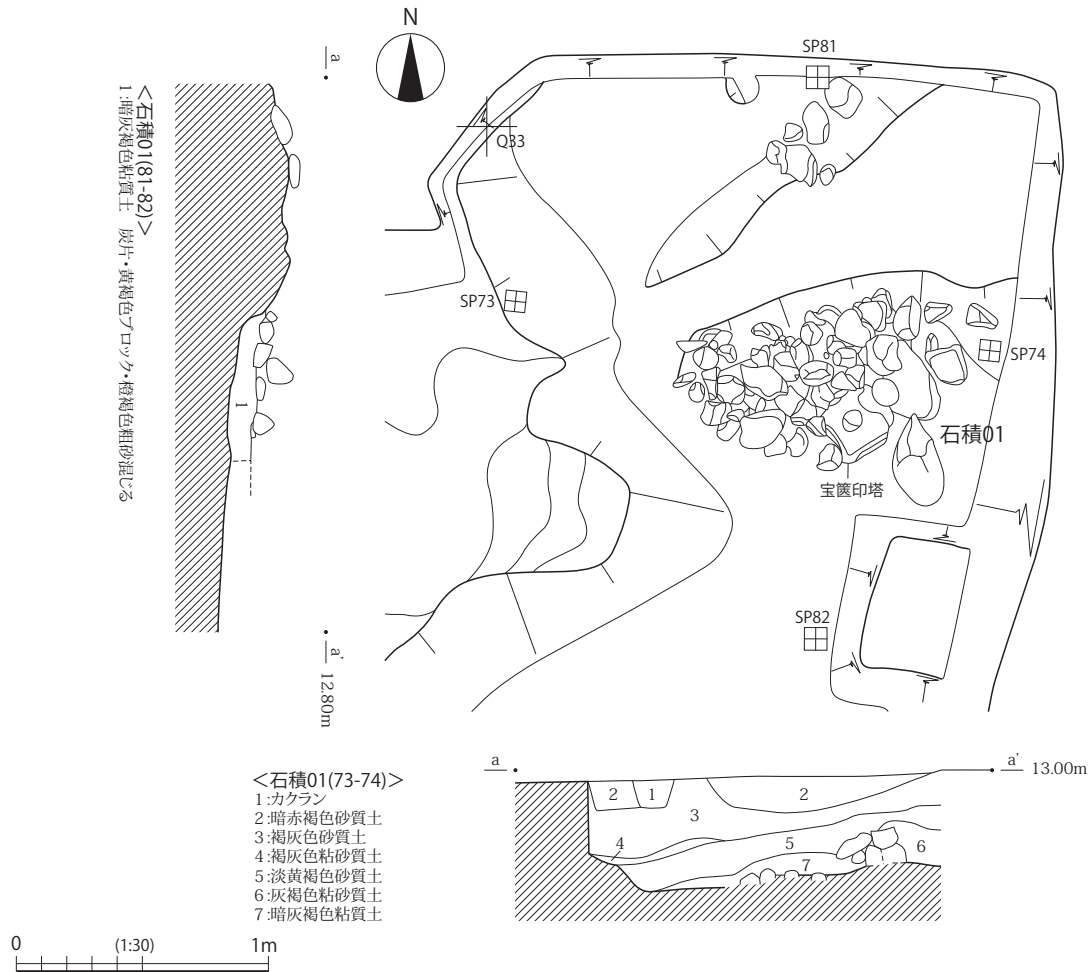 N
a
SP81
<石積01(81-82)>
1:暗灰褐色粘質土　炭片・黄褐色ブロック・橙褐色粗砂混じる
Q33
SP73
SP74
石積01
宝篋印塔
1
SP82
a'
12.80m
a
a' 13.00m
<石積01(73-74)>
1:カクラン
2:暗赤褐色砂質土
3:褐灰色砂質土
4:褐灰色粘砂質土
5:淡黄褐色砂質土
6:灰褐色粘砂質土
7:暗灰褐色粘質土
2
1
2
3
4
5
6
7
0
(1:30)
1m